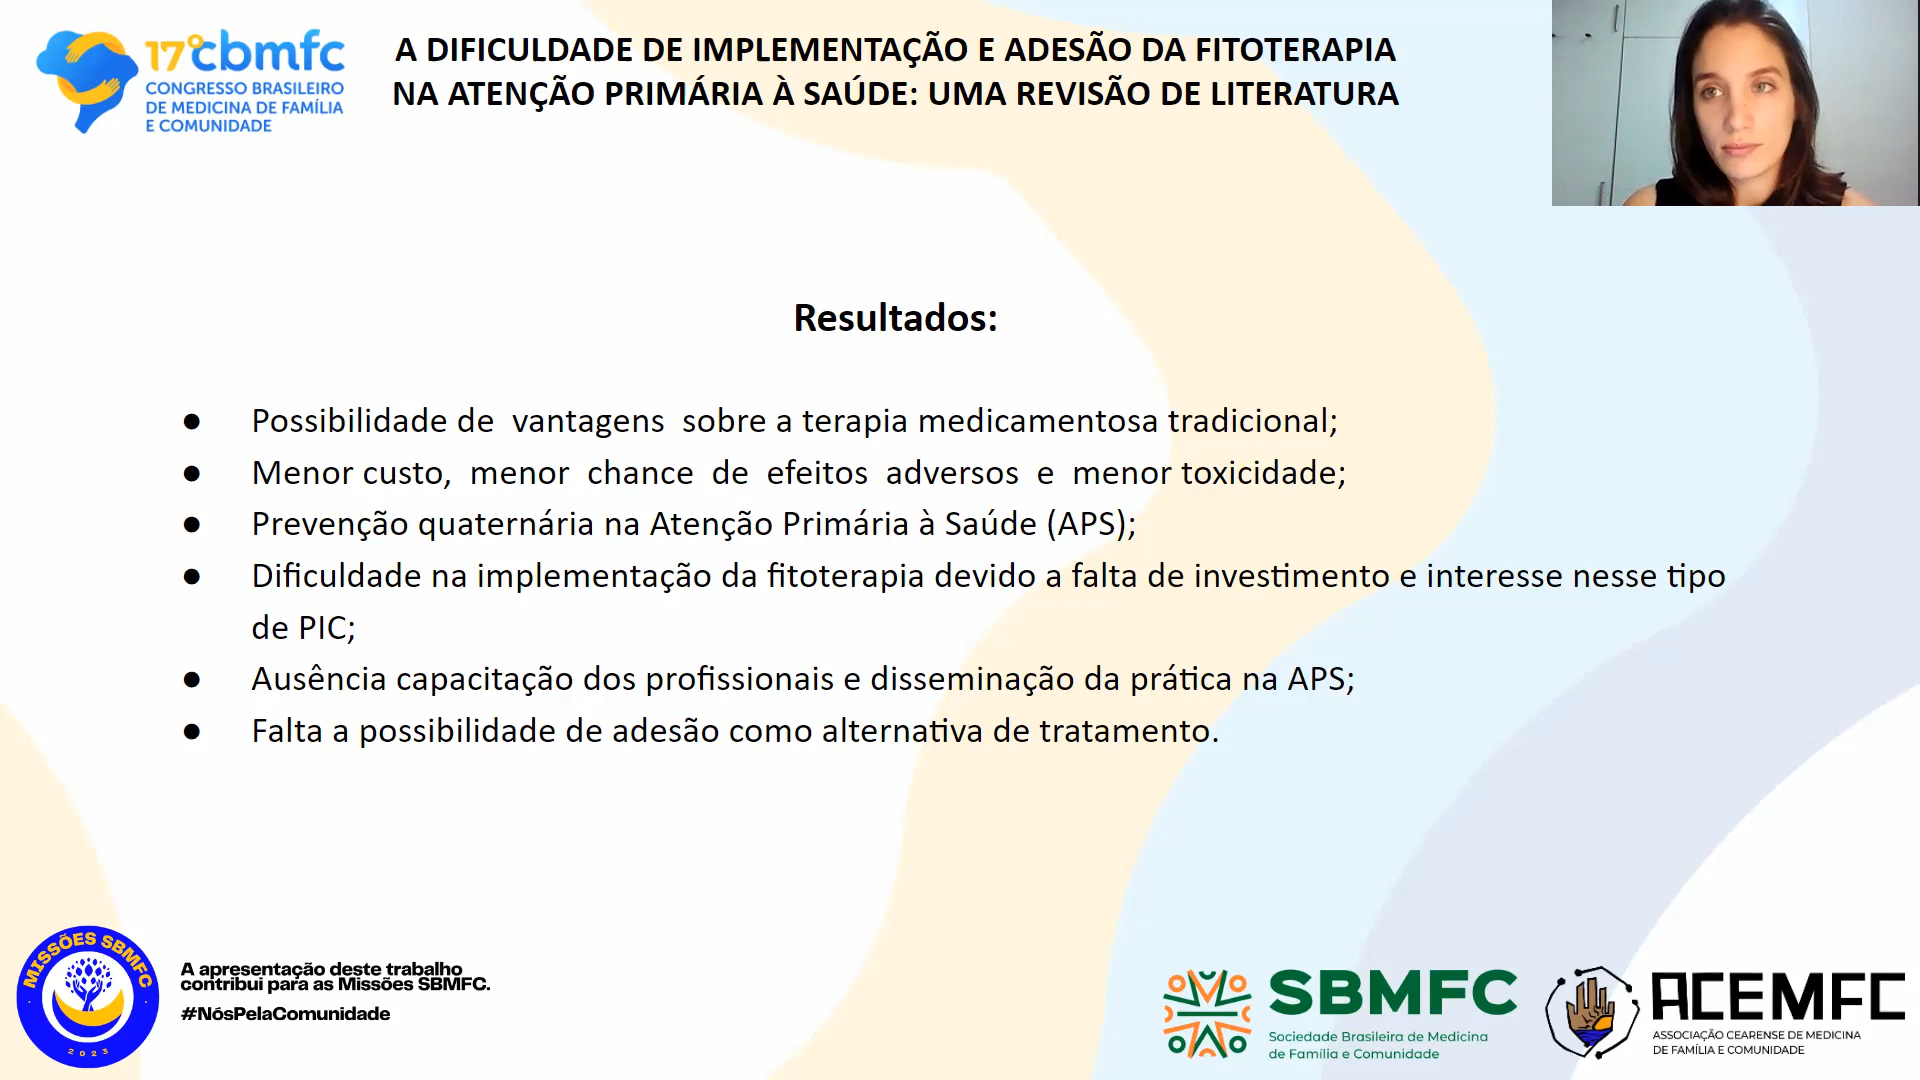 17º cbmfc
CONGRESSO BRASILEIRO
DE MEDICINA DE FAMÍLIA
E COMUNIDADE
A DIFICULDADE DE IMPLEMENTAÇÃO E ADESÃO DA FITOTERAPIA
NA ATENÇÃO PRIMÁRIA À SAÚDE: UMA REVISÃO DE LITERATURA
Resultados:
● Possibilidade de vantagens sobre a terapia medicamentosa tradicional;
● Menor custo, menor chance de efeitos adversos e menor toxicidade;
● Prevenção quaternária na Atenção Primária à Saúde (APS);
● Dificuldade na implementação da fitoterapia devido a falta de investimento e interesse nesse tipo
de PIC;
● Ausência capacitação dos profissionais e disseminação da prática na APS;
● Falta a possibilidade de adesão como alternativa de tratamento.
MISSÕES SBMFC
2023
A apresentação deste trabalho
contribui para as Missões SBMFC.
#NósPelaComunidade
SBMFC
Sociedade Brasileira de Medicina
de Família e Comunidade
ACEMFC
ASSOCIAÇÃO CEARENSE DE MEDICINA
DE FAMÍLIA E COMUNIDADE